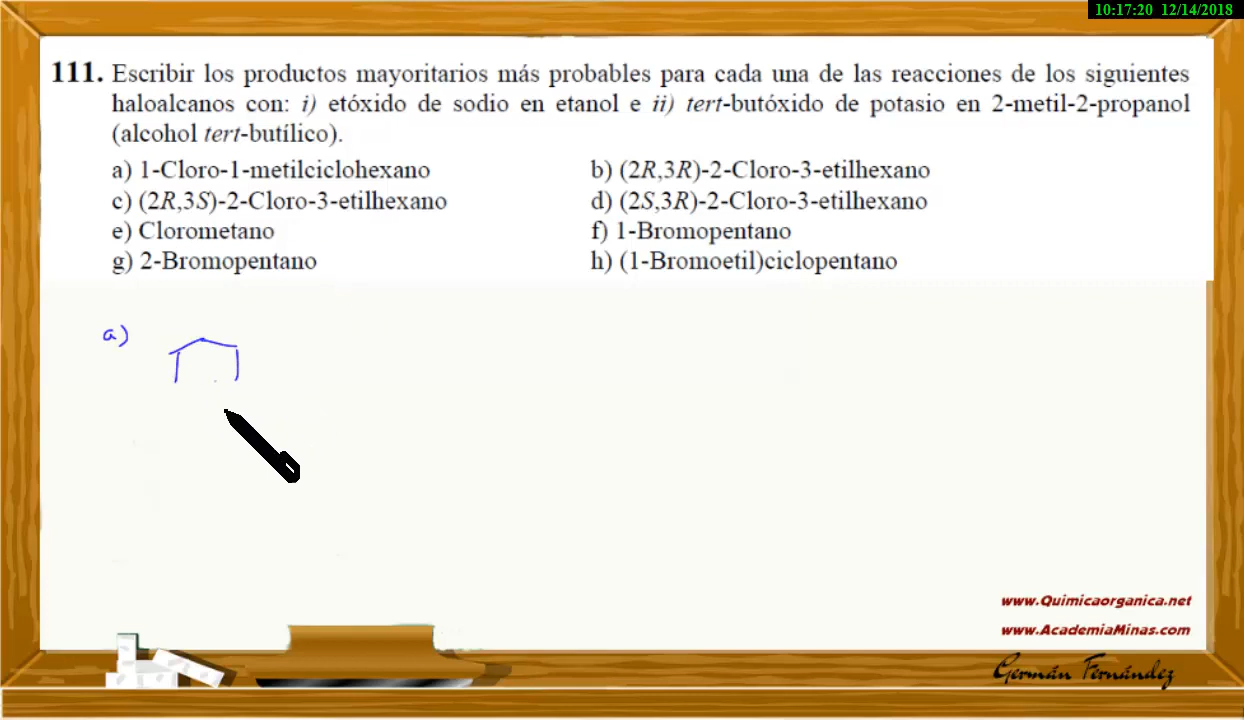 10:17:20 12/14/2018
111. Escribir los productos mayoritarios más probables para cada una de las reacciones de los siguientes
haloalcanos con: i) etóxido de sodio en etanol e ii) tert-butóxido de potasio en 2-metil-2-propanol
(alcohol tert-butílico).
a) 1-Cloro-1-metilciclohexano
b) (2R,3R)-2-Cloro-3-etilhexano
c) (2R,3S)-2-Cloro-3-etilhexano
d) (2S,3R)-2-Cloro-3-etilhexano
e) Clorometano
f) 1-Bromopentano
g) 2-Bromopentano
h) (1-Bromoetil)ciclopentano
a)
www.Quimicaorganica.net
www.AcademiaMinas.com
Germán Fernández